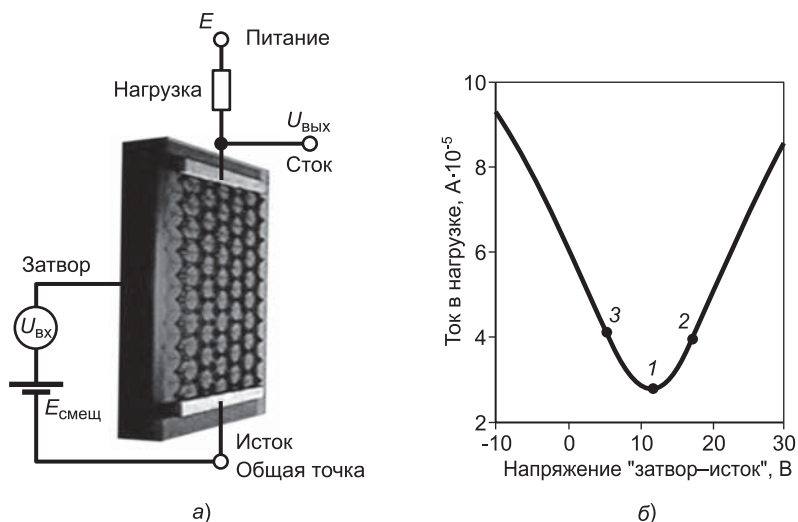 E
Питание
Нагрузка
Uвых
Сток
Затвор
Uвх
Eсмещ
Исток
Общая точка
а)
Ток в нагрузке, А·10⁻⁵
10
8
6
4
2
-10
0
10
20
30
3
2
1
Напряжение "затвор–исток", В
б)